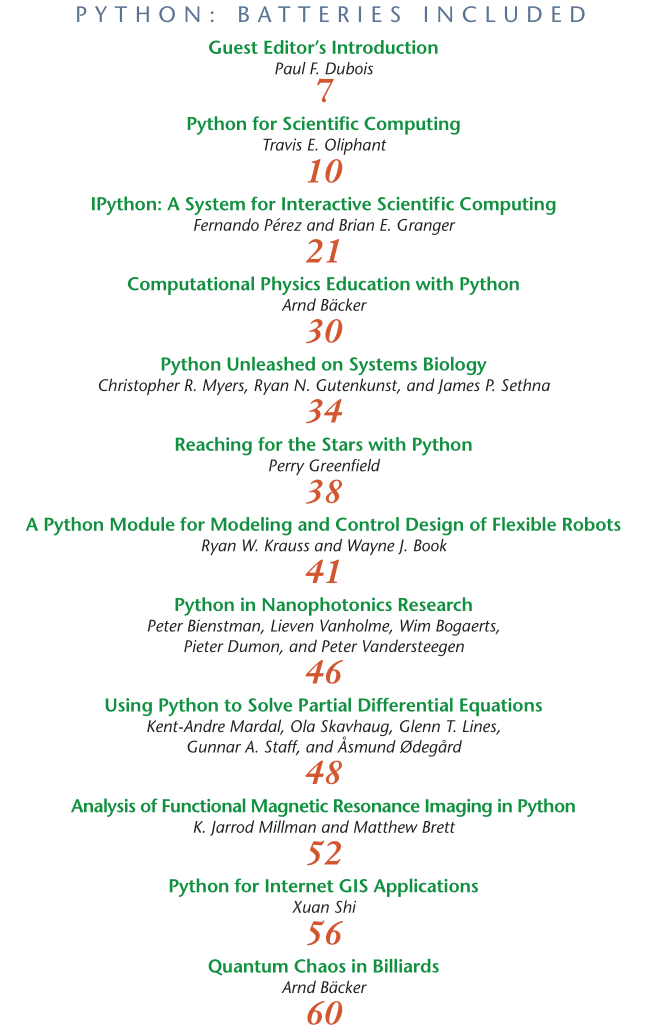 PYTHON: BATTERIES INCLUDED
Guest Editor’s Introduction
Paul F. Dubois
7
Python for Scientific Computing
Travis E. Oliphant
10
IPython: A System for Interactive Scientific Computing
Fernando Pérez and Brian E. Granger
21
Computational Physics Education with Python
Arnd Bäcker
30
Python Unleashed on Systems Biology
Christopher R. Myers, Ryan N. Gutenkunst, and James P. Sethna
34
Reaching for the Stars with Python
Perry Greenfield
38
A Python Module for Modeling and Control Design of Flexible Robots
Ryan W. Krauss and Wayne J. Book
41
Python in Nanophotonics Research
Peter Bienstman, Lieven Vanholme, Wim Bogaerts,
Pieter Dumon, and Peter Vandersteegen
46
Using Python to Solve Partial Differential Equations
Kent-Andre Mardal, Ola Skavhaug, Glenn T. Lines,
Gunnar A. Staff, and Åsmund Ødegård
48
Analysis of Functional Magnetic Resonance Imaging in Python
K. Jarrod Millman and Matthew Brett
52
Python for Internet GIS Applications
Xuan Shi
56
Quantum Chaos in Billiards
Arnd Bäcker
60